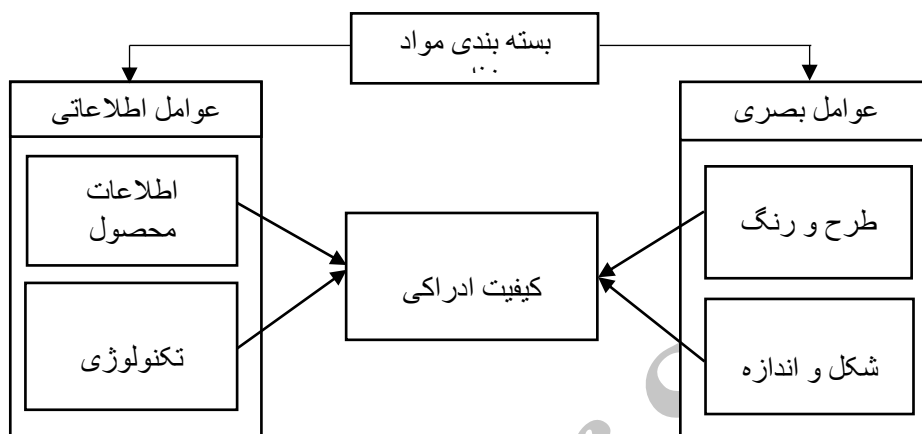 بسته بندی مواد
عوامل بصری
عوامل اطلاعاتی
طرح و رنگ
شکل و اندازه
کیفیت ادراکی
اطلاعات
محصول
تکنولوژی